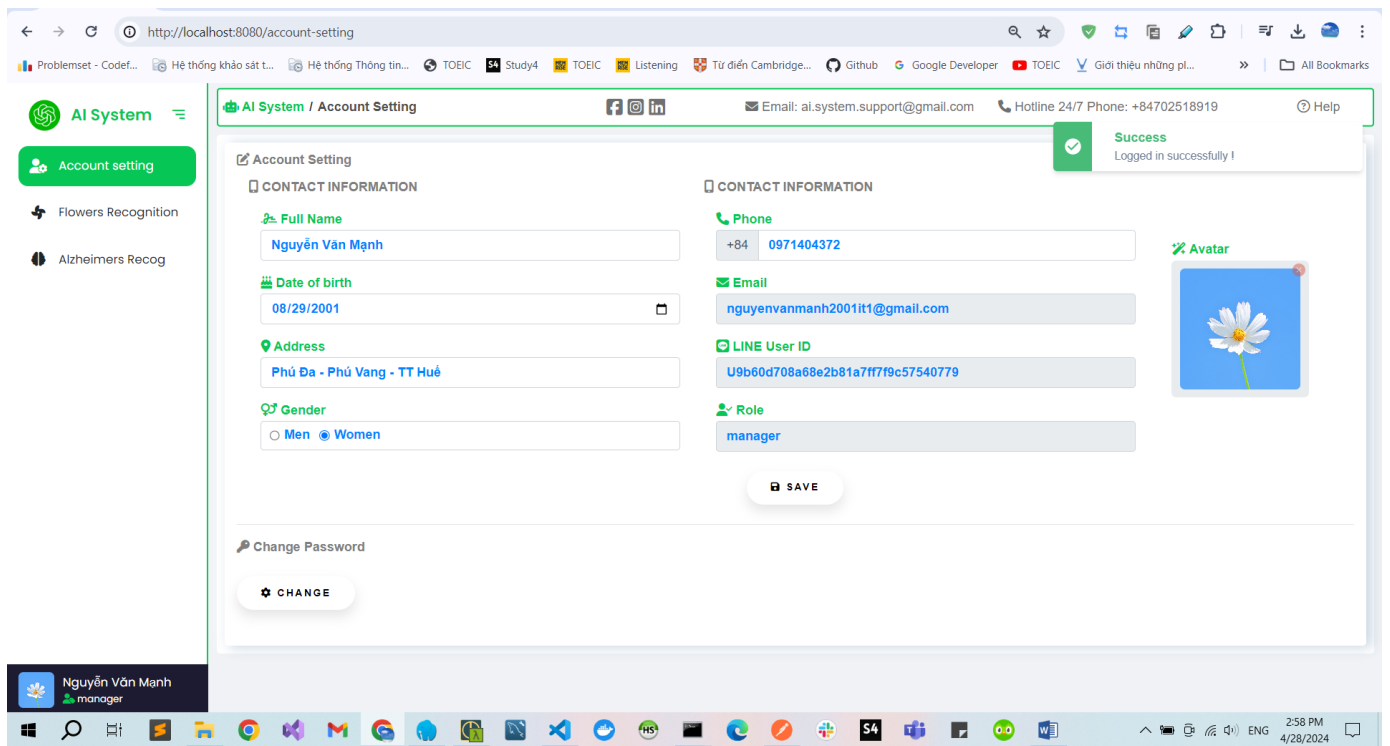 http://localhost:8080/account-setting
Problemset - Codef... Hệ thống khảo sát t... Hệ thống Thông tin... TOEIC S4 Study4 TOEIC Listening Từ điển Cambridge... Github Google Developer TOEIC Giới thiệu những pl... » All Bookmarks
AI System
AI System / Account Setting
Email: ai.system.support@gmail.com
Hotline 24/7 Phone: +84702518919
Help
Success
Logged in successfully !
Account setting
Flowers Recognition
Alzheimers Recog
Account Setting
CONTACT INFORMATION
Full Name
Nguyễn Văn Mạnh
Date of birth
08/29/2001
Address
Phú Đa - Phú Vang - TT Huế
Gender
Men Women
CONTACT INFORMATION
Phone
+84 0971404372
Email
nguyenvanmanh2001it1@gmail.com
LINE User ID
U9b60d708a68e2b81a7ff7f9c57540779
Role
manager
Avatar
SAVE
Change Password
CHANGE
Nguyễn Văn Mạnh
manager
HS S4 ENG
2:58 PM
4/28/2024